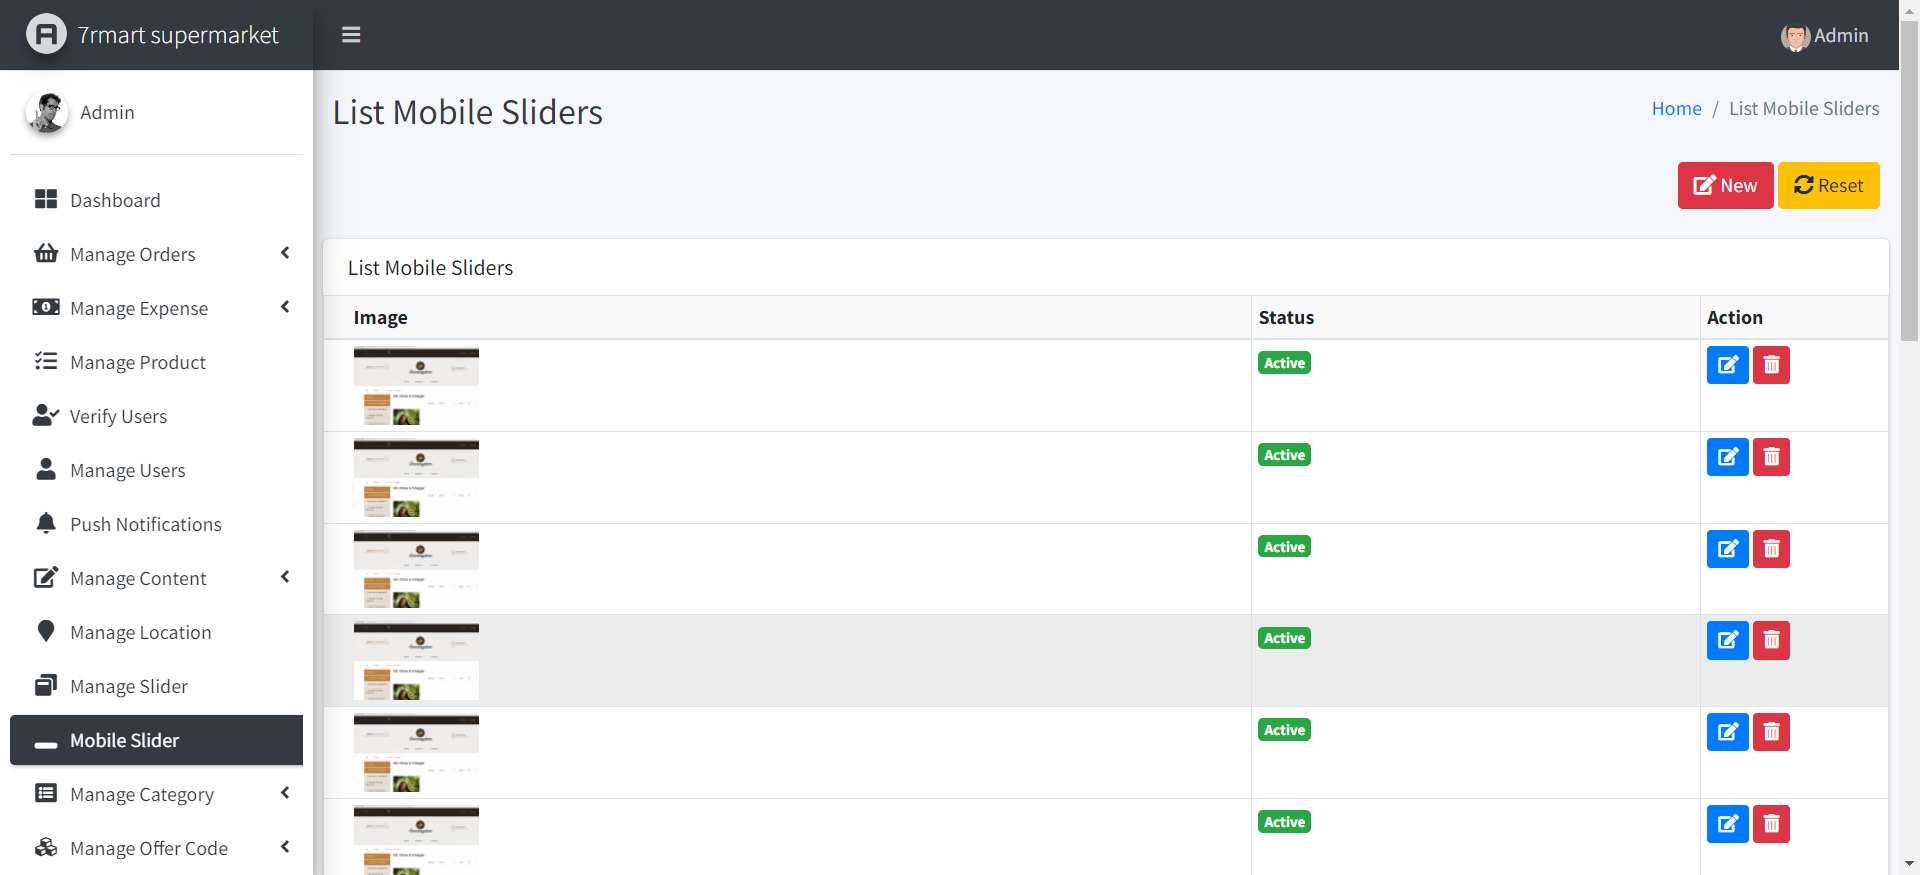 7rmart supermarket
Admin
Admin
List Mobile Sliders
Home / List Mobile Sliders
Dashboard
Manage Orders
Manage Expense
Manage Product
Verify Users
Manage Users
Push Notifications
Manage Content
Manage Location
Manage Slider
Mobile Slider
Manage Category
Manage Offer Code
New
Reset
List Mobile Sliders
Image Status Action
Active
Active
Active
Active
Active
Active